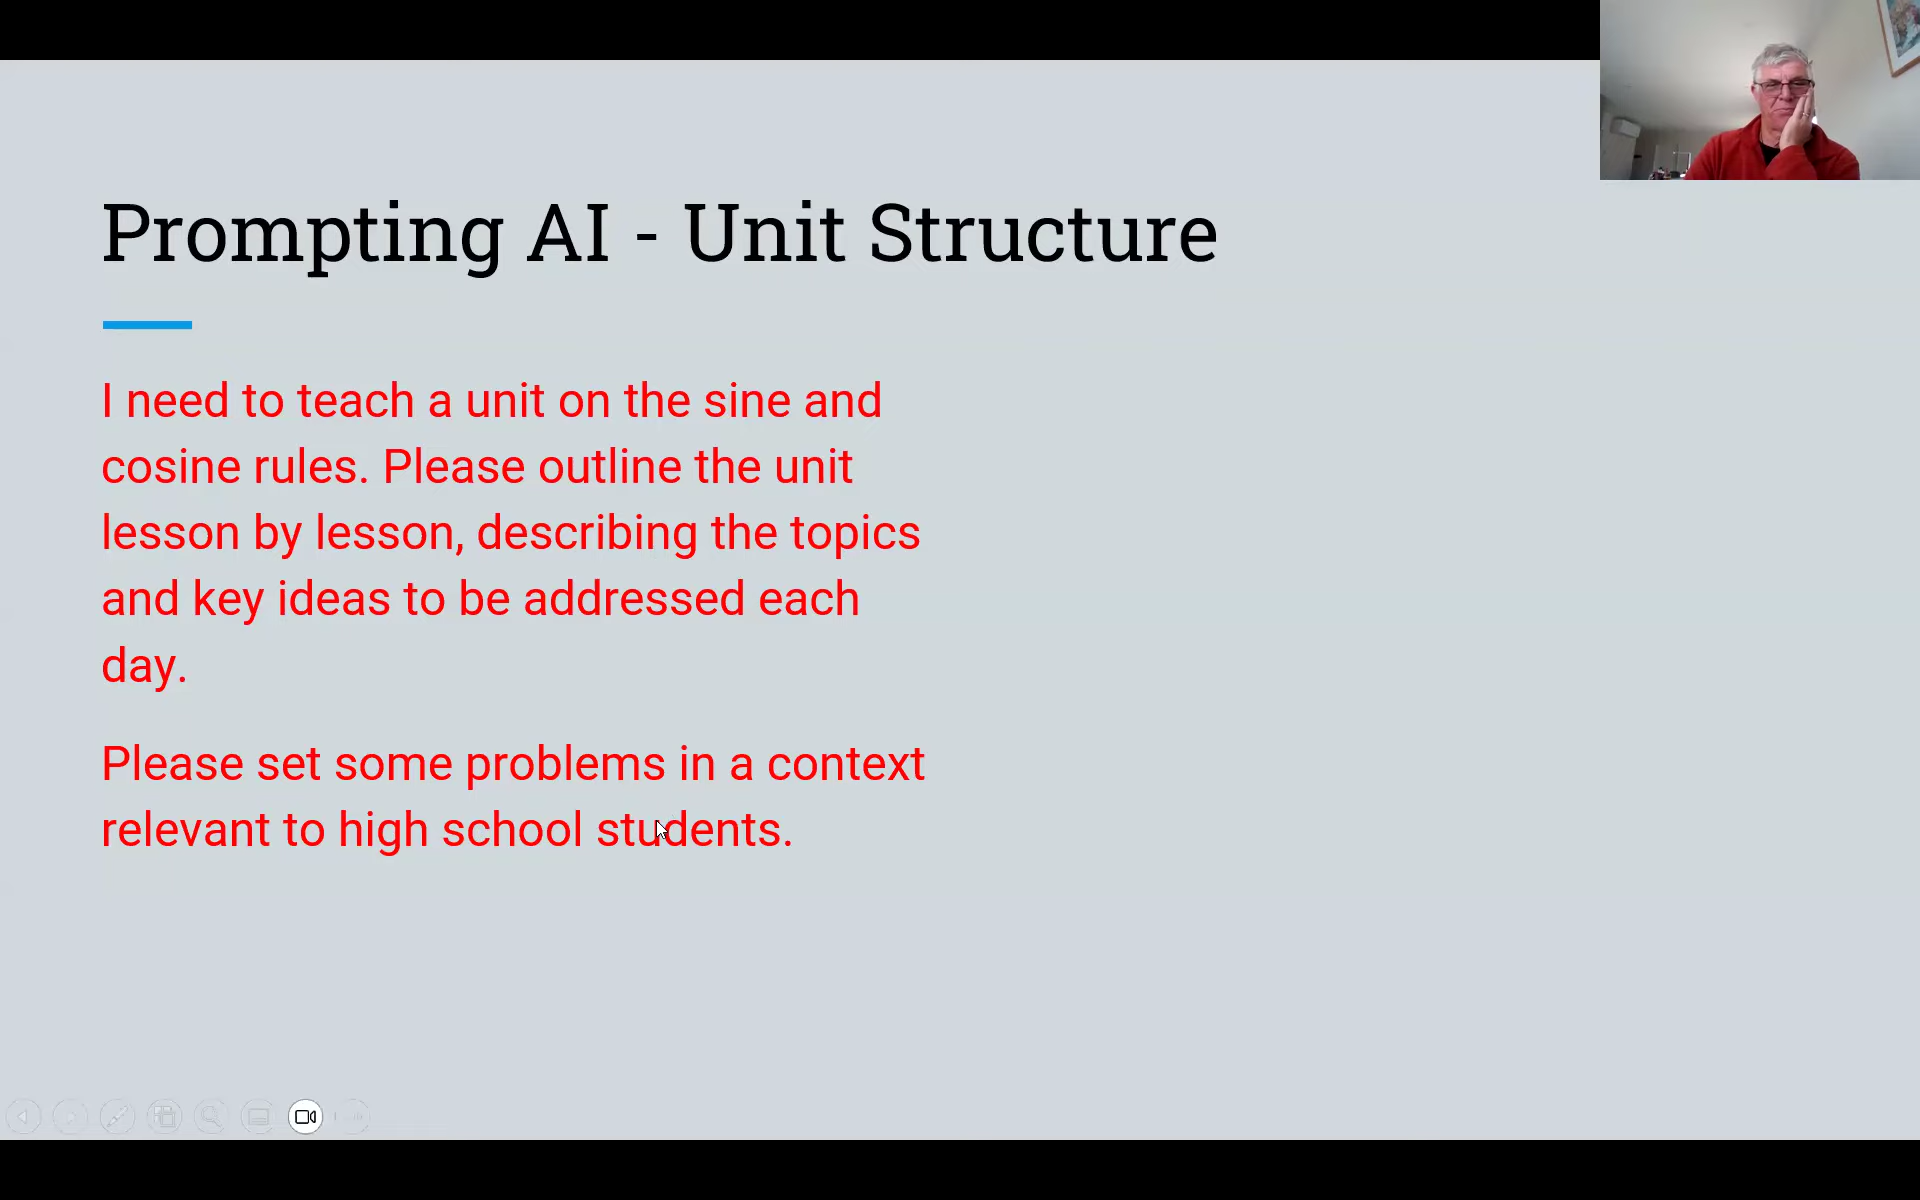 Prompting AI - Unit Structure
I need to teach a unit on the sine and
cosine rules. Please outline the unit
lesson by lesson, describing the topics
and key ideas to be addressed each
day.
Please set some problems in a context
relevant to high school students.